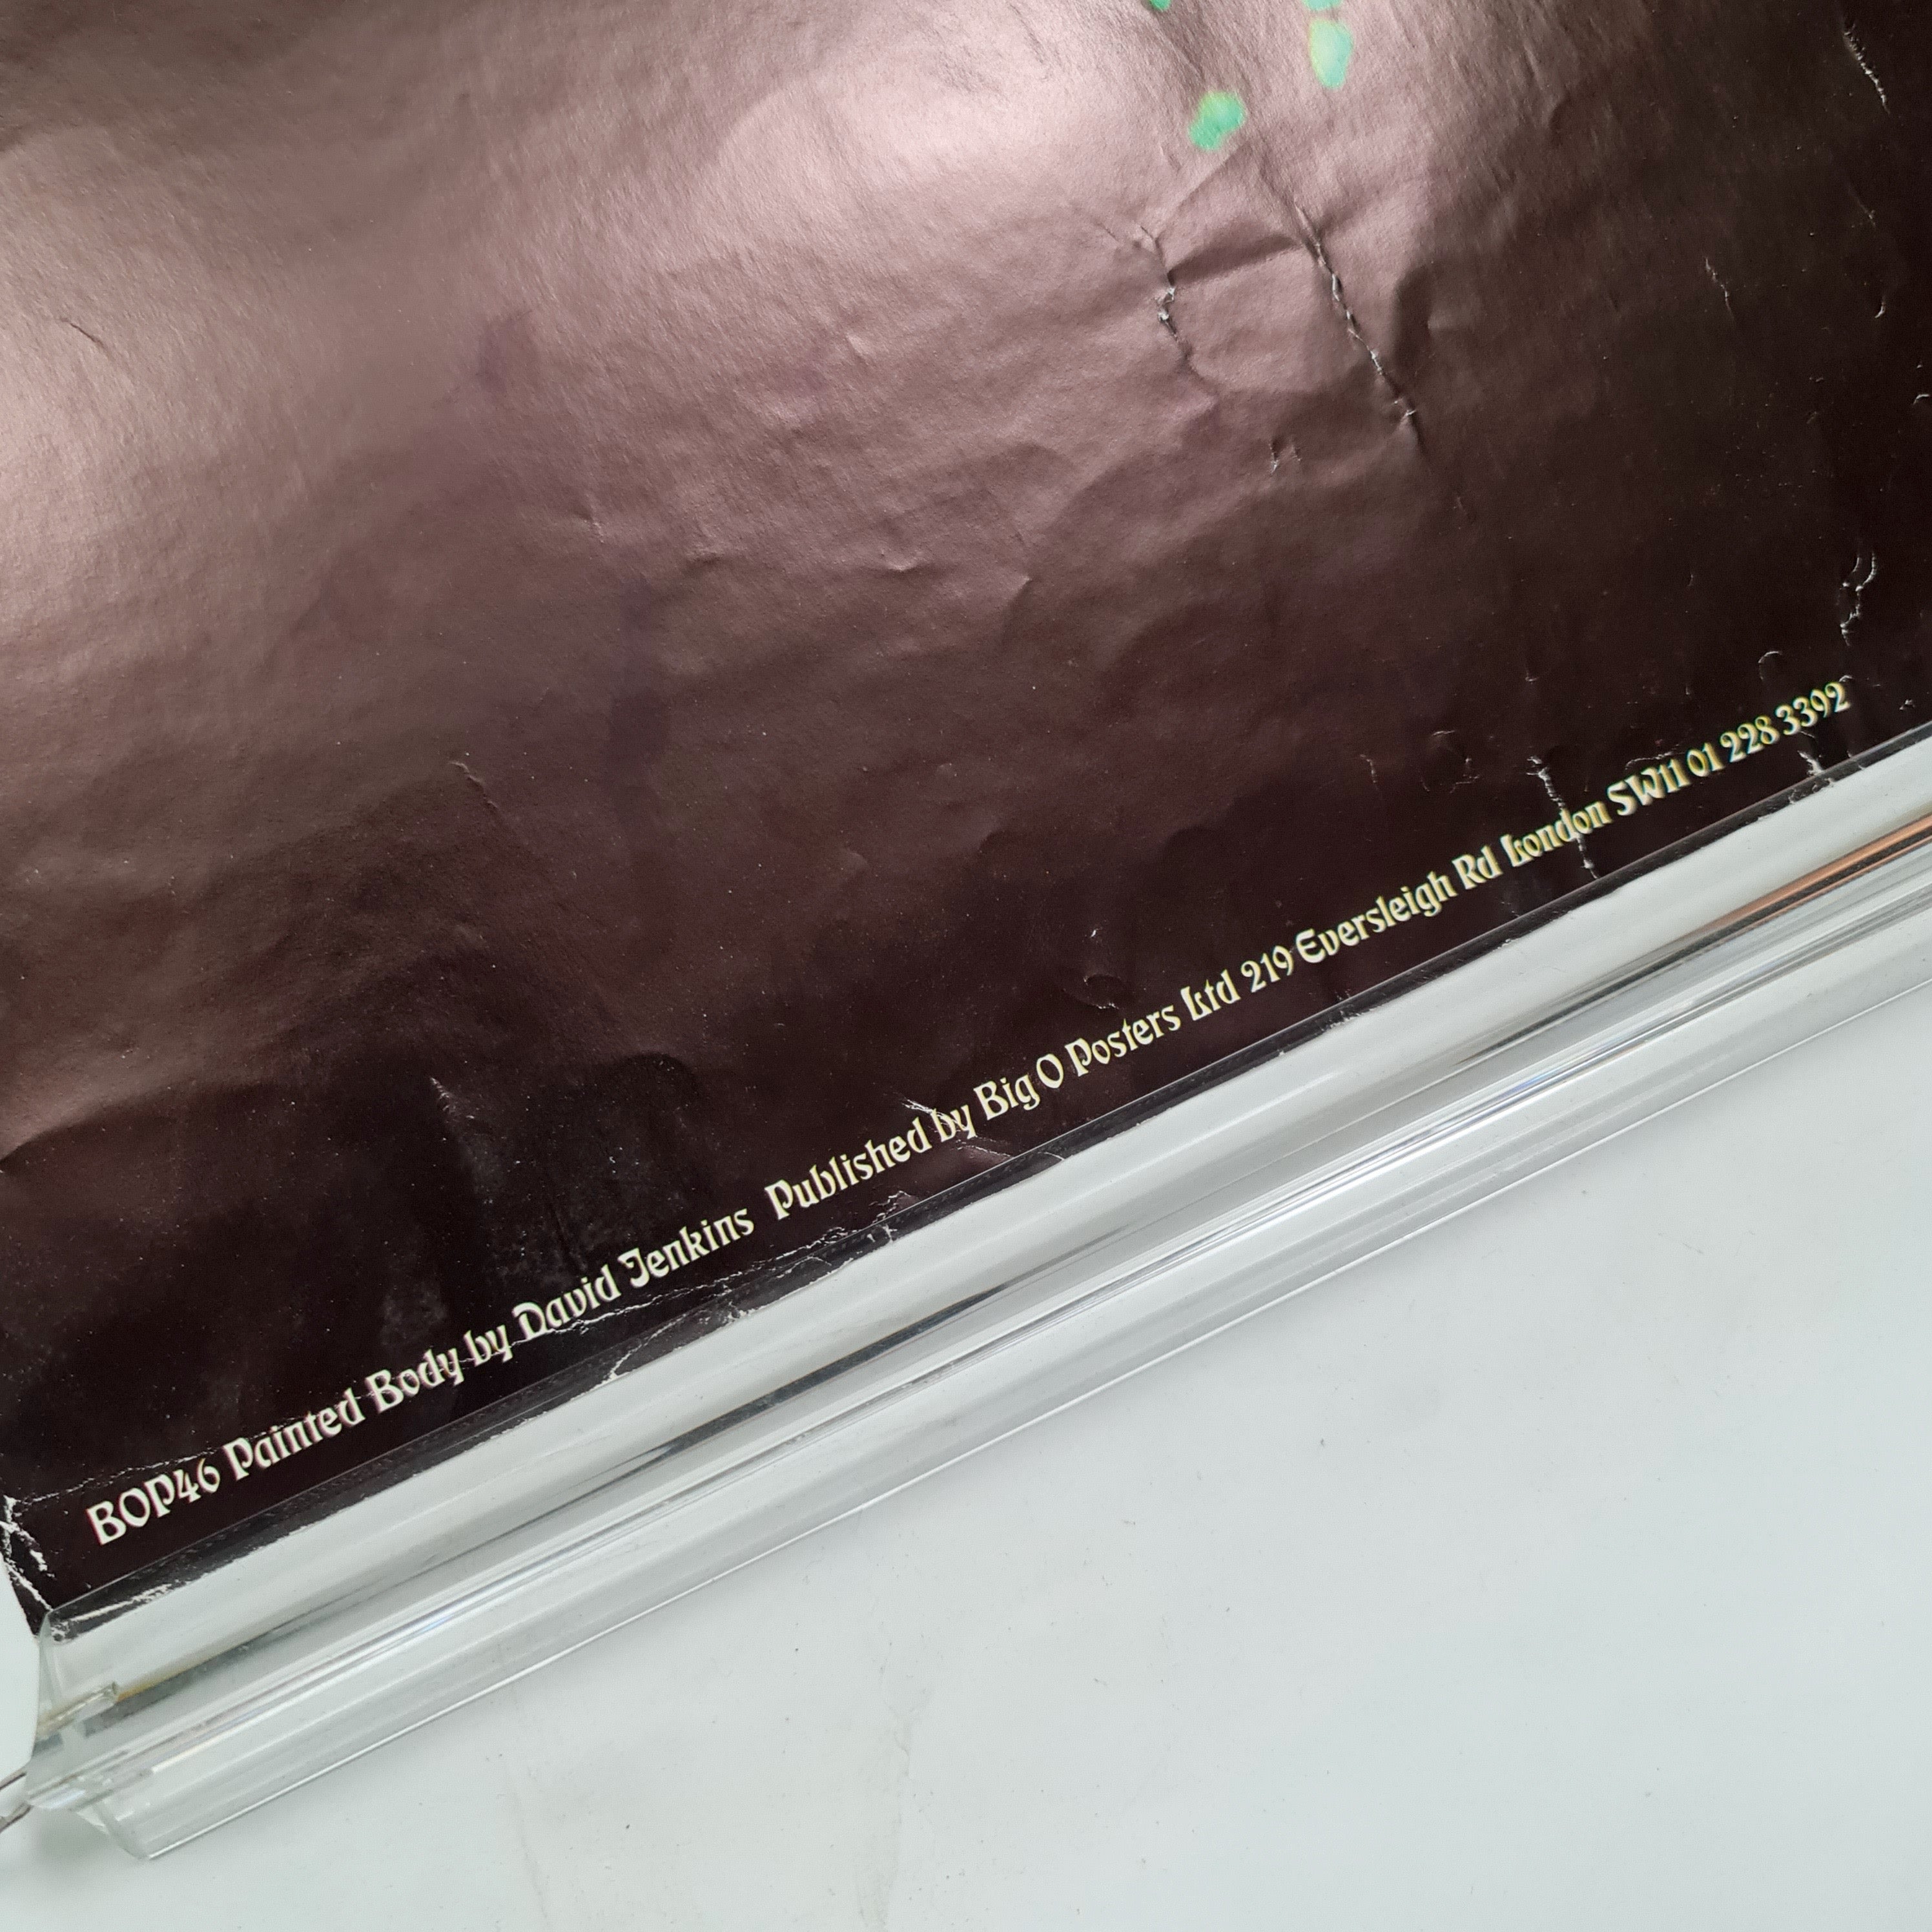 BOP46 Painted Body by David Jenkins Published by Big O Posters Ltd 219 Eversleigh Rd London SW11 01 228 3392